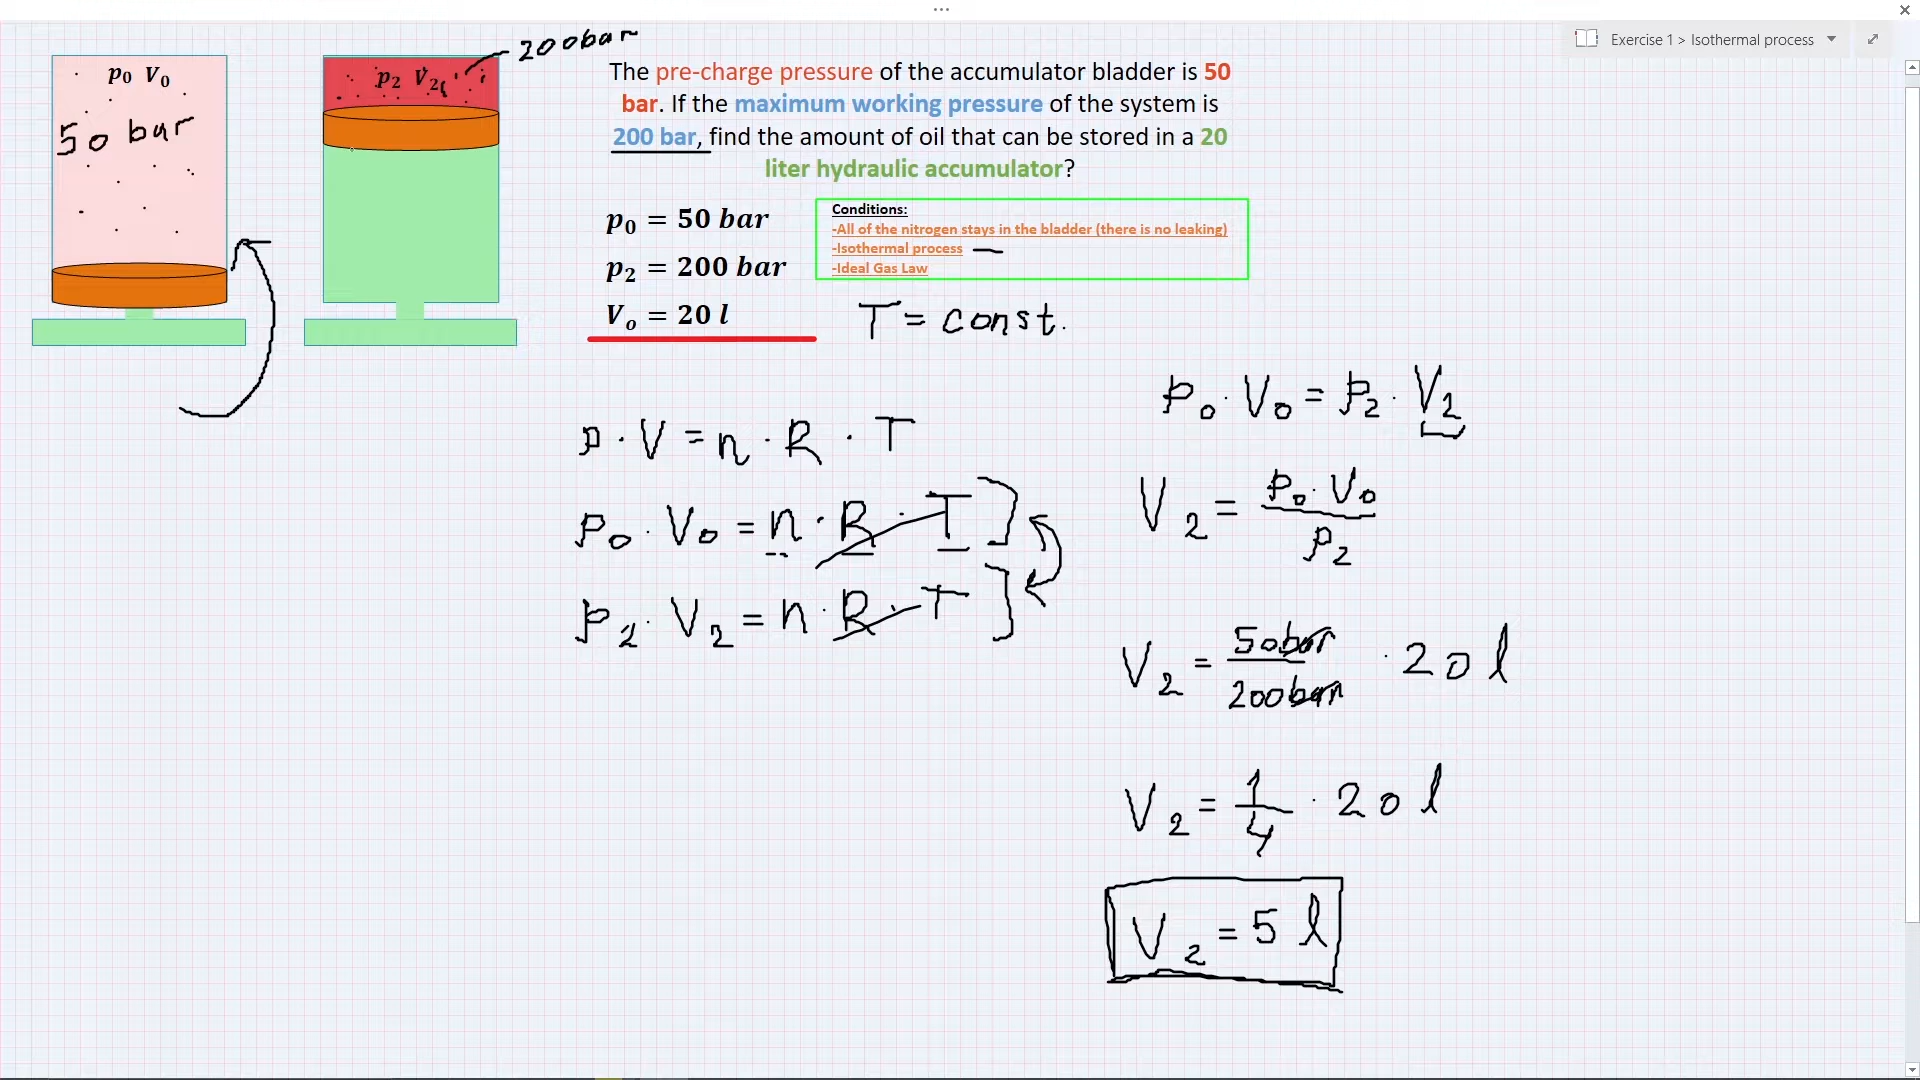 ...
Exercise 1 > Isothermal process
p₀ V₀
50 bar
p₂ V₂
200bar
The pre-charge pressure of the accumulator bladder is 50
bar. If the maximum working pressure of the system is
200 bar, find the amount of oil that can be stored in a 20
liter hydraulic accumulator?
p₀ = 50 bar
p₂ = 200 bar
Vₒ = 20 l
Conditions:
-All of the nitrogen stays in the bladder (there is no leaking)
-Isothermal process
-Ideal Gas Law
T = const.
p · V = n · R · T
p₀ · V₀ = n · R · T
p₂ · V₂ = n · R · T
p₀ · V₀ = p₂ · V₂
V₂ = p₀ · V₀ / p₂
V₂ = 50bar / 200bar · 20 l
V₂ = 1/4 · 20 l
V₂ = 5 l